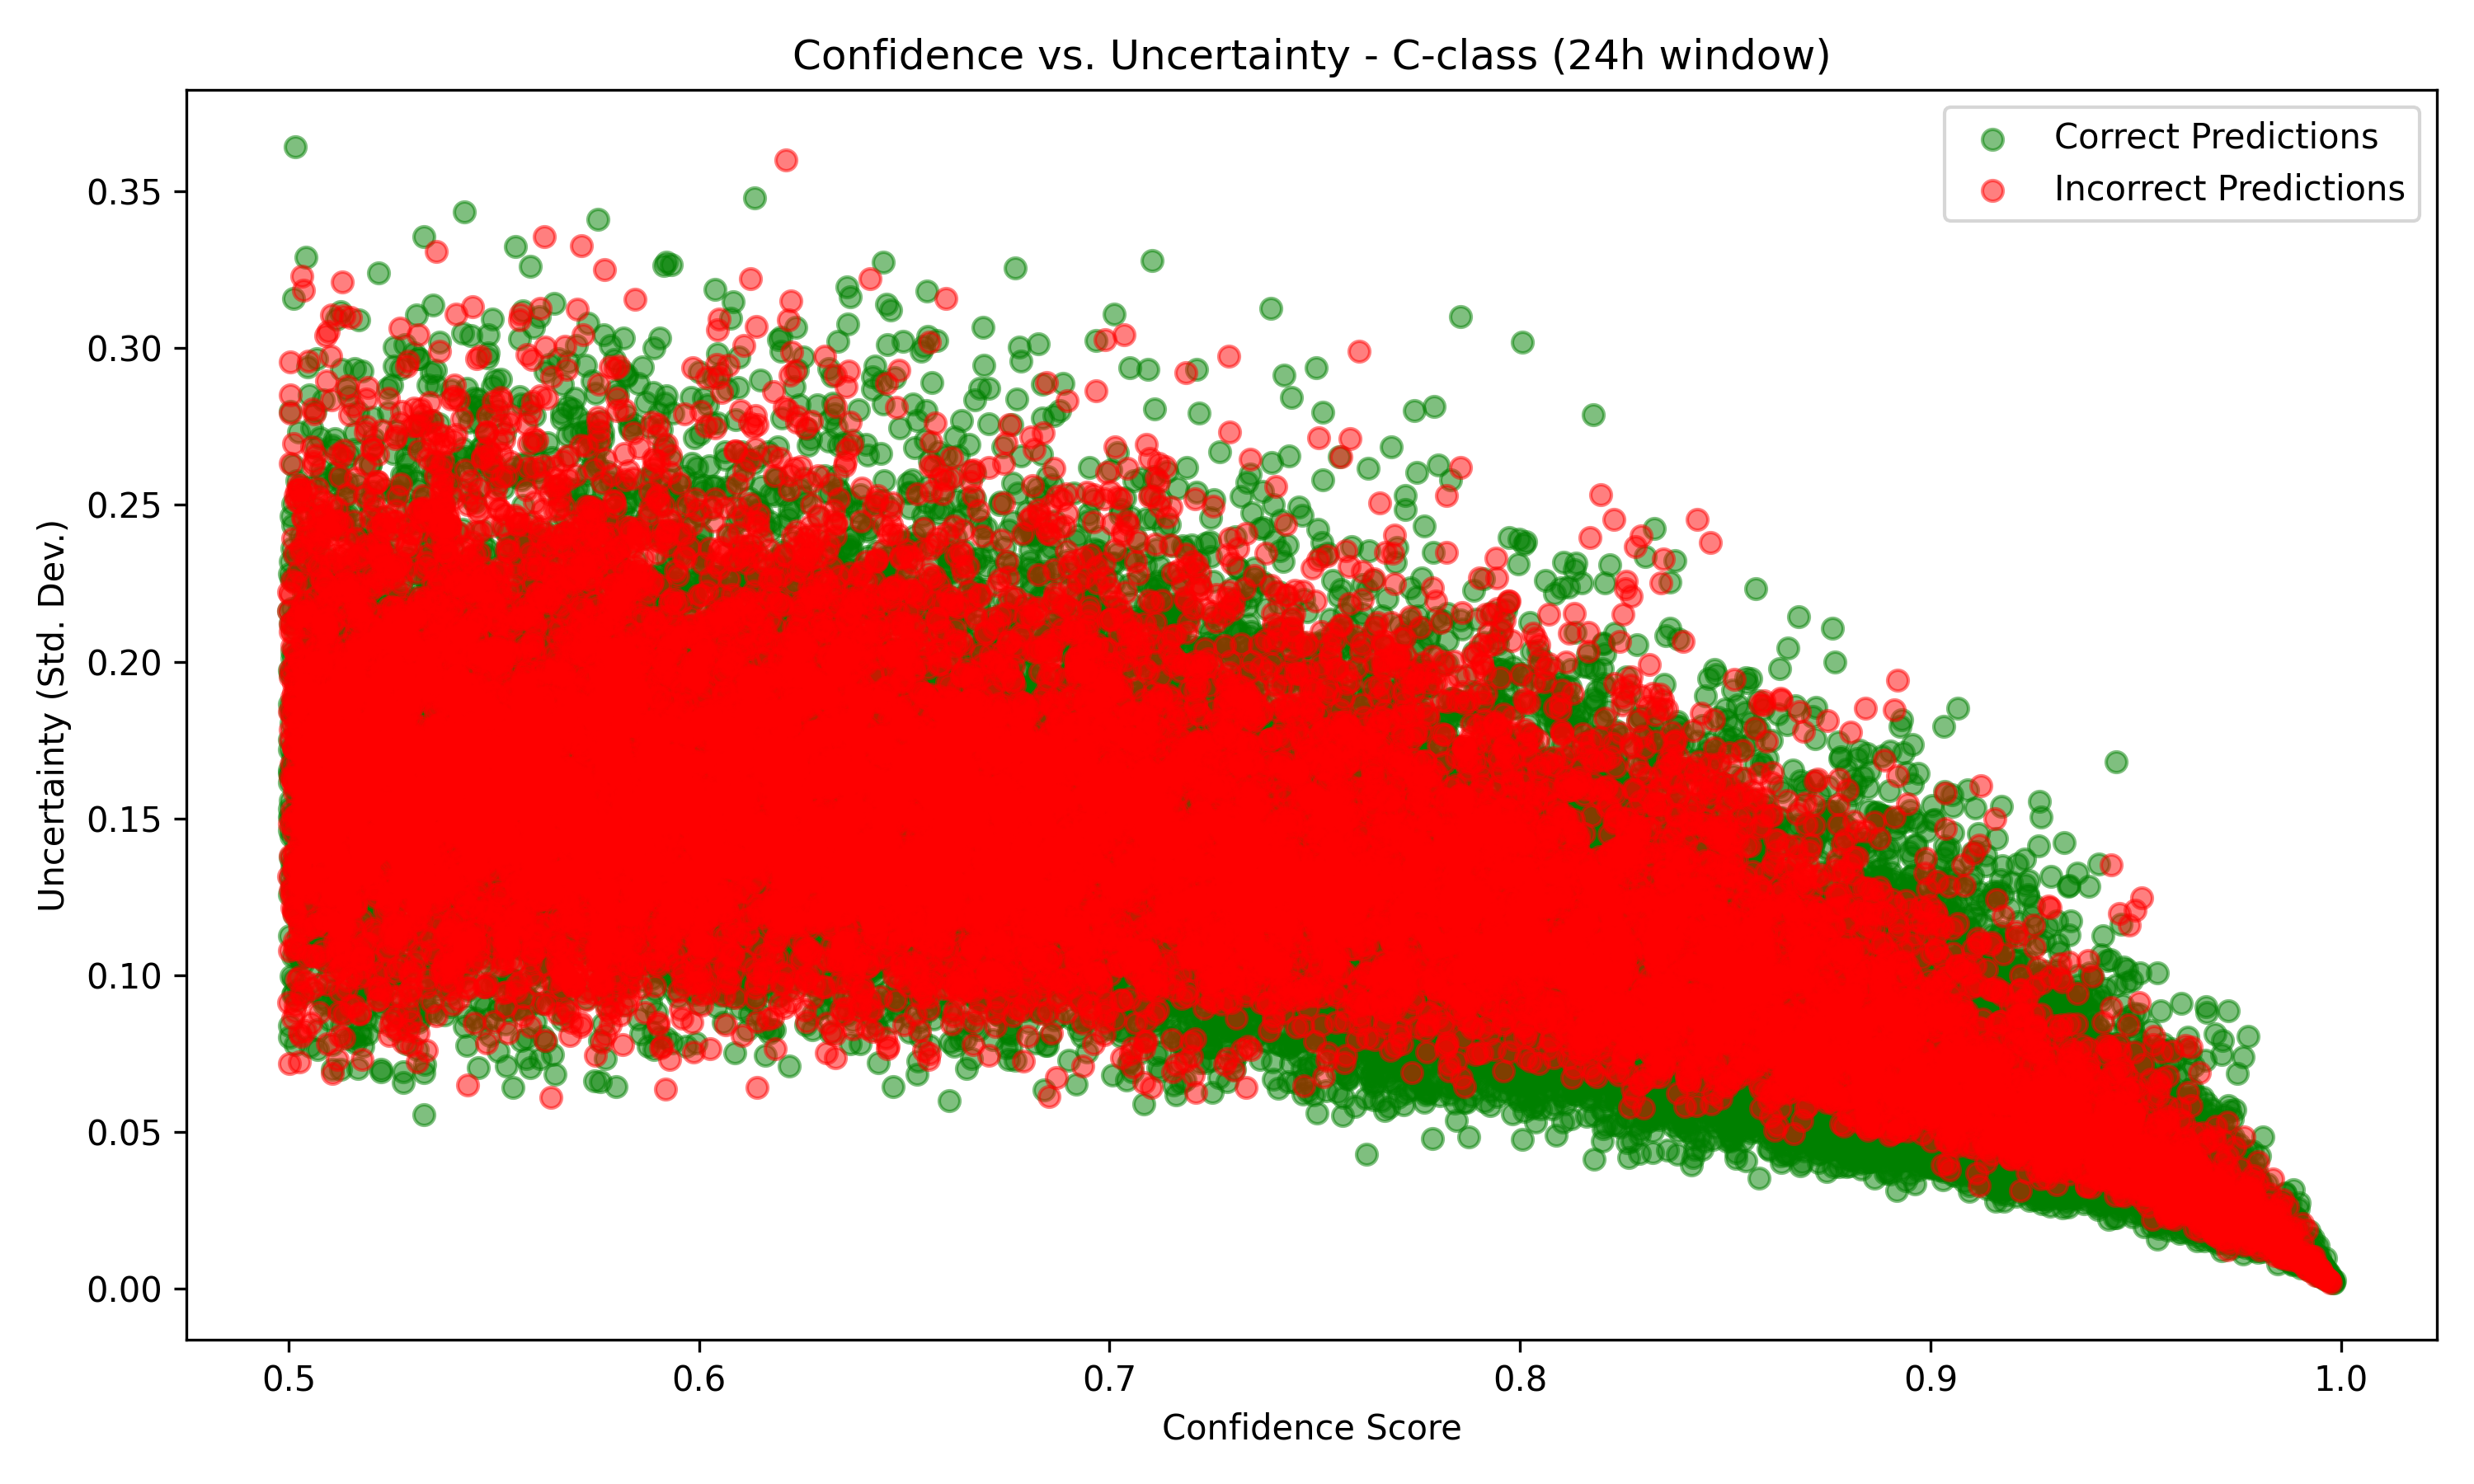 Confidence vs. Uncertainty - C-class (24h window)
Correct Predictions
Incorrect Predictions
Uncertainty (Std. Dev.)
0.35
0.30
0.25
0.20
0.15
0.10
0.05
0.00
0.5 0.6 0.7 0.8 0.9 1.0
Confidence Score